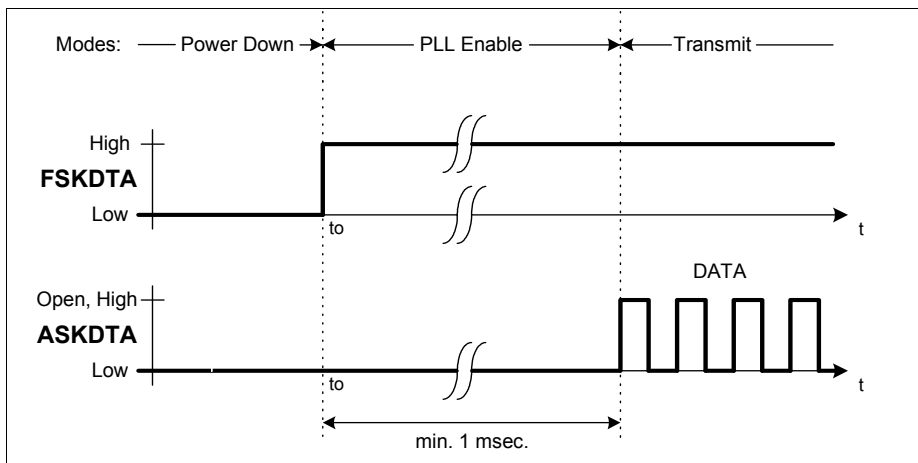 Modes: Power Down PLL Enable Transmit
High
FSKDTA
Low
to
t
DATA
Open, High
ASKDTA
Low
to
t
min. 1 msec.